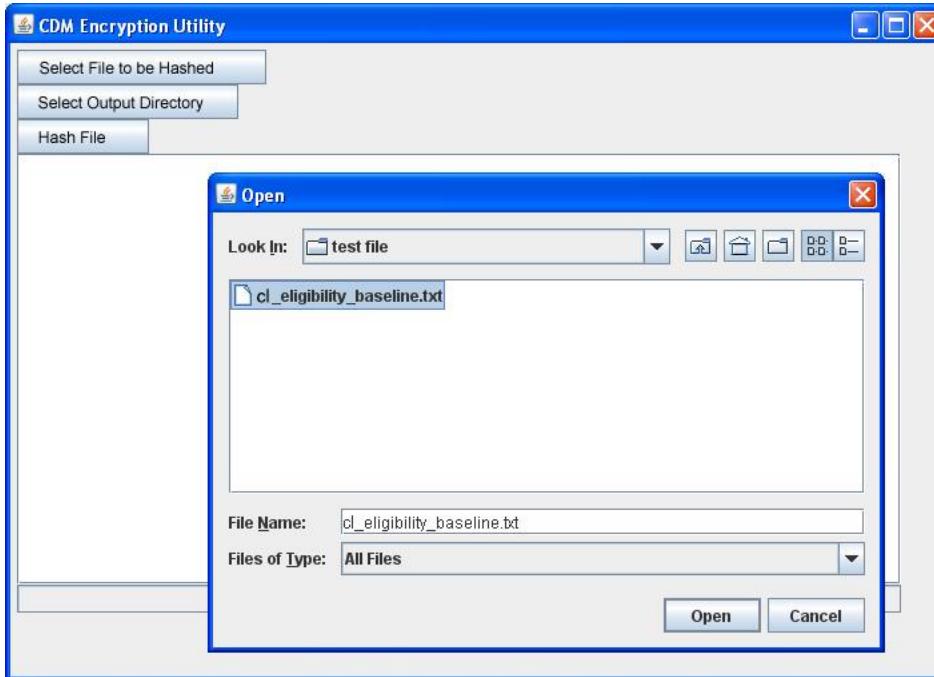 CDM Encryption Utility
Select File to be Hashed
Select Output Directory
Hash File
Open
Look In: test file
cl_eligibility_baseline.txt
File Name: cl_eligibility_baseline.txt
Files of Type: All Files
Open Cancel